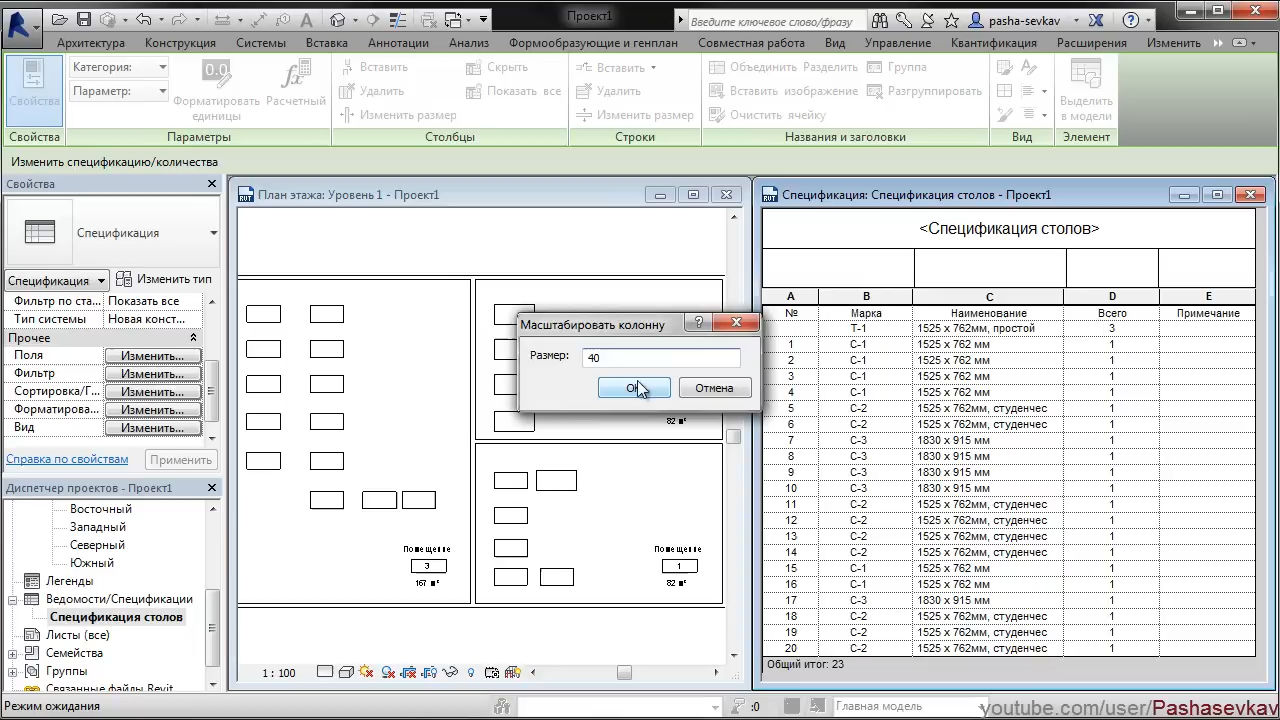 Проект1
Введите ключевое слово/фразу
pasha-sevkav
Архитектура Конструкция Системы Вставка Аннотации Анализ Формообразующие и генплан Совместная работа Вид Управление Квантификация Расширения Изменить
Свойства
Категория:
Параметр:
0.0
Форматировать единицы
fx
Расчетный
Вставить
Удалить
Изменить размер
Скрыть
Показать все
Вставить
Удалить
Изменить размер
Объединить Разделить
Вставить изображение
Очистить ячейку
Группа
Разгруппировать
Выделить в модели
Свойства Параметры Столбцы Строки Названия и заголовки Вид Элемент
Изменить спецификацию/количества
Свойства
Спецификация
Спецификация
Изменить тип
Фильтр по ста... Показать все
Тип системы Новая конст...
Прочее
Поля Изменить...
Фильтр Изменить...
Сортировка/Г... Изменить...
Форматирова... Изменить...
Вид Изменить...
Справка по свойствам
Применить
Диспетчер проектов - Проект1
Восточный
Западный
Северный
Южный
Легенды
Ведомости/Спецификации
Спецификация столов
Листы (все)
Семейства
Группы
Связанные файлы Revit
План этажа: Уровень 1 - Проект1
82 м²
Помещение
3
167 м²
Помещение
1
82 м²
1 : 100
Масштабировать колонну
Размер:
40
Отмена
Спецификация: Спецификация столов - Проект1
<Спецификация столов>
A B C D E
№ Марка Наименование Всего Примечание
Т-1 1525 x 762мм, простой 3
1 С-1 1525 x 762 мм 1
2 С-1 1525 x 762 мм 1
3 С-1 1525 x 762 мм 1
4 С-1 1525 x 762 мм 1
5 С-2 1525 x 762мм, студенчес 1
6 С-2 1525 x 762мм, студенчес 1
7 С-3 1830 x 915 мм 1
8 С-3 1830 x 915 мм 1
9 С-3 1830 x 915 мм 1
10 С-3 1830 x 915 мм 1
11 С-2 1525 x 762мм, студенчес 1
12 С-2 1525 x 762мм, студенчес 1
13 С-2 1525 x 762мм, студенчес 1
14 С-2 1525 x 762мм, студенчес 1
15 С-1 1525 x 762 мм 1
16 С-1 1525 x 762 мм 1
17 С-3 1830 x 915 мм 1
18 С-2 1525 x 762мм, студенчес 1
19 С-2 1525 x 762мм, студенчес 1
20 С-2 1525 x 762мм, студенчес 1
Общий итог: 23
Режим ожидания
:0
Главная модель
youtube.com/user/Pashasevkav